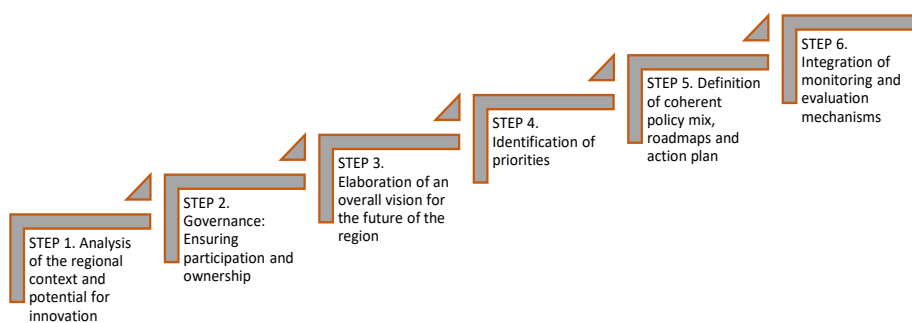 STEP 1. Analysis
of the regional
context and
potential for
innovation
STEP 2.
Governance:
Ensuring
participation and
ownership
STEP 3.
Elaboration of an
overall vision for
the future of the
region
STEP 4.
Identification of
priorities
STEP 5. Definition
of coherent
policy mix,
roadmaps and
action plan
STEP 6.
Integration of
monitoring and
evaluation
mechanisms